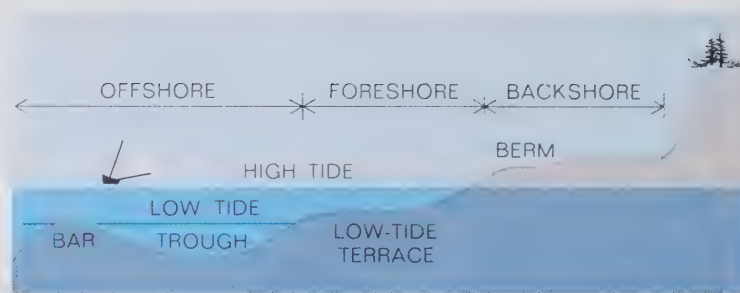 OFFSHORE FORESHORE BACKSHORE
BERM
HIGH TIDE
LOW TIDE
BAR TROUGH LOW-TIDE
TERRACE